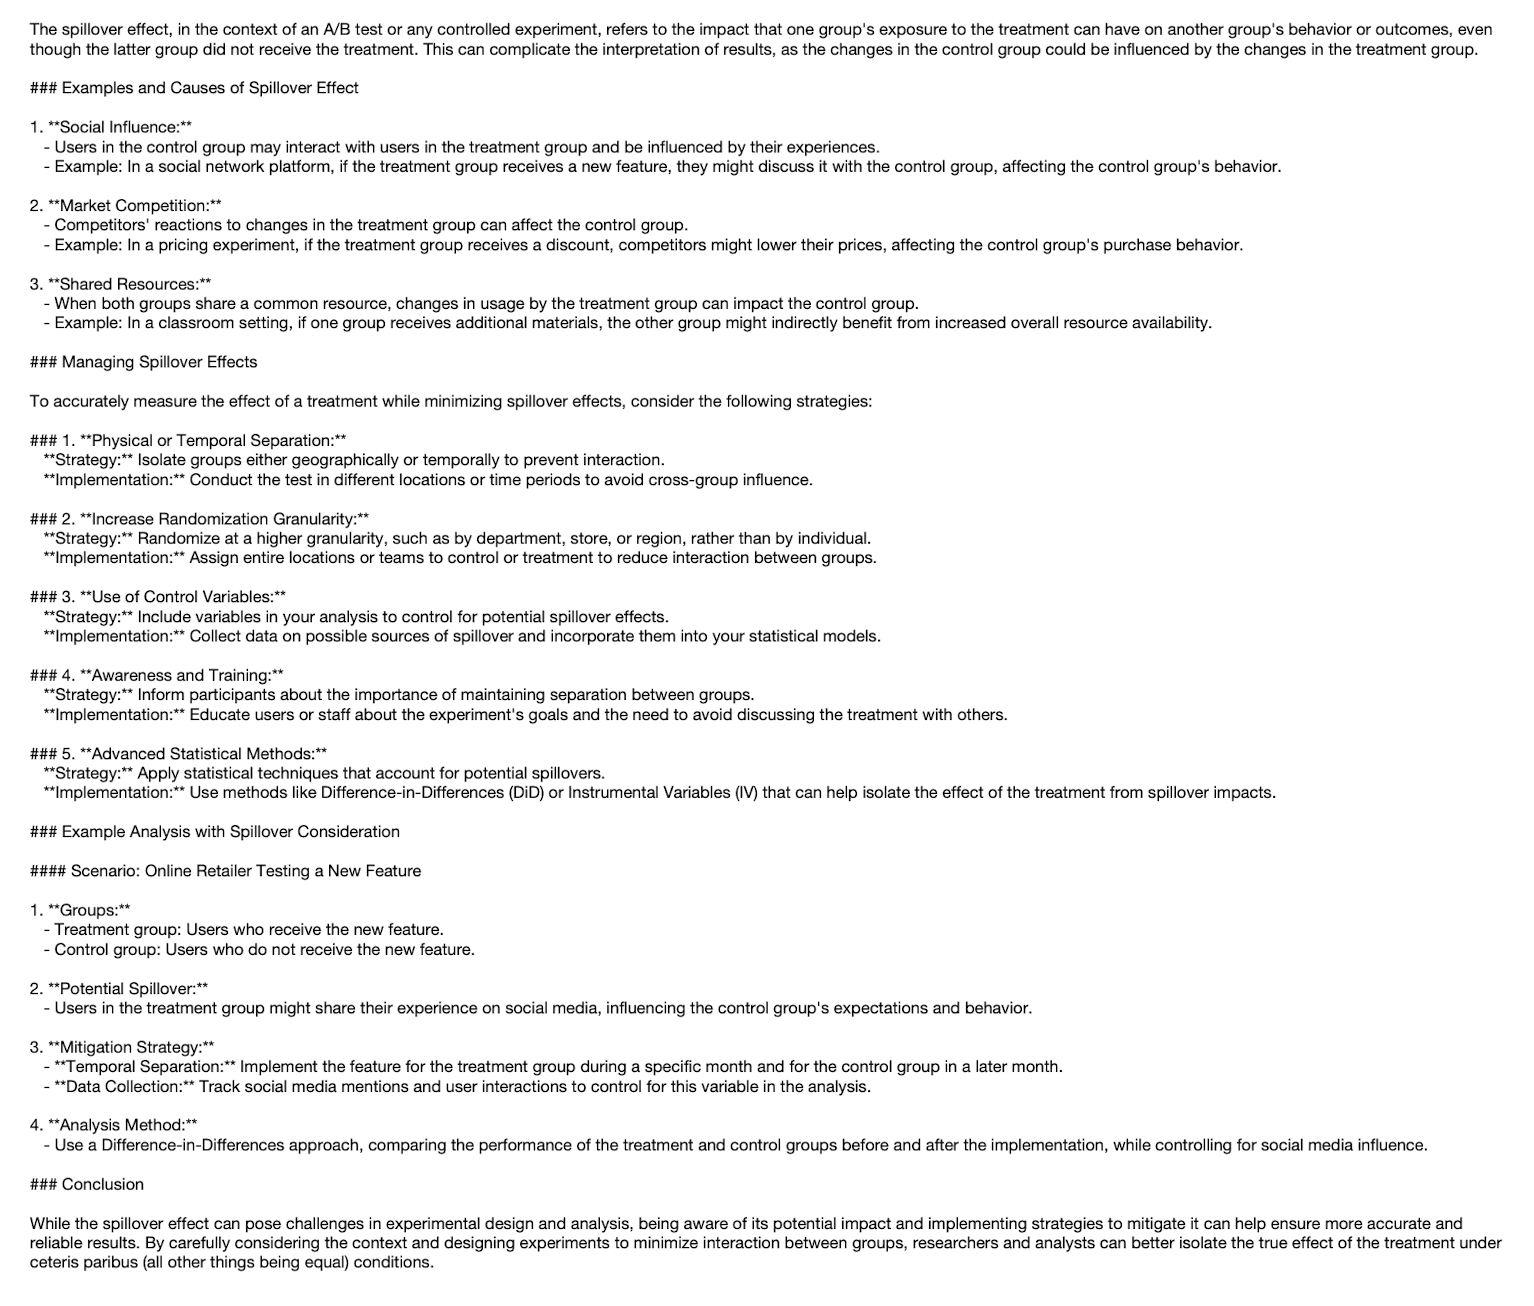 The spillover effect, in the context of an A/B test or any controlled experiment, refers to the impact that one group's exposure to the treatment can have on another group's behavior or outcomes, even
though the latter group did not receive the treatment. This can complicate the interpretation of results, as the changes in the control group could be influenced by the changes in the treatment group.
### Examples and Causes of Spillover Effect
1. **Social Influence:**
- Users in the control group may interact with users in the treatment group and be influenced by their experiences.
- Example: In a social network platform, if the treatment group receives a new feature, they might discuss it with the control group, affecting the control group's behavior.
2. **Market Competition:**
- Competitors' reactions to changes in the treatment group can affect the control group.
- Example: In a pricing experiment, if the treatment group receives a discount, competitors might lower their prices, affecting the control group's purchase behavior.
3. **Shared Resources:**
- When both groups share a common resource, changes in usage by the treatment group can impact the control group.
- Example: In a classroom setting, if one group receives additional materials, the other group might indirectly benefit from increased overall resource availability.
### Managing Spillover Effects
To accurately measure the effect of a treatment while minimizing spillover effects, consider the following strategies:
### 1. **Physical or Temporal Separation:**
**Strategy:** Isolate groups either geographically or temporally to prevent interaction.
**Implementation:** Conduct the test in different locations or time periods to avoid cross-group influence.
### 2. **Increase Randomization Granularity:**
**Strategy:** Randomize at a higher granularity, such as by department, store, or region, rather than by individual.
**Implementation:** Assign entire locations or teams to control or treatment to reduce interaction between groups.
### 3. **Use of Control Variables:**
**Strategy:** Include variables in your analysis to control for potential spillover effects.
**Implementation:** Collect data on possible sources of spillover and incorporate them into your statistical models.
### 4. **Awareness and Training:**
**Strategy:** Inform participants about the importance of maintaining separation between groups.
**Implementation:** Educate users or staff about the experiment's goals and the need to avoid discussing the treatment with others.
### 5. **Advanced Statistical Methods:**
**Strategy:** Apply statistical techniques that account for potential spillovers.
**Implementation:** Use methods like Difference-in-Differences (DiD) or Instrumental Variables (IV) that can help isolate the effect of the treatment from spillover impacts.
### Example Analysis with Spillover Consideration
#### Scenario: Online Retailer Testing a New Feature
1. **Groups:**
- Treatment group: Users who receive the new feature.
- Control group: Users who do not receive the new feature.
2. **Potential Spillover:**
- Users in the treatment group might share their experience on social media, influencing the control group's expectations and behavior.
3. **Mitigation Strategy:**
- **Temporal Separation:** Implement the feature for the treatment group during a specific month and for the control group in a later month.
- **Data Collection:** Track social media mentions and user interactions to control for this variable in the analysis.
4. **Analysis Method:**
- Use a Difference-in-Differences approach, comparing the performance of the treatment and control groups before and after the implementation, while controlling for social media influence.
### Conclusion
While the spillover effect can pose challenges in experimental design and analysis, being aware of its potential impact and implementing strategies to mitigate it can help ensure more accurate and
reliable results. By carefully considering the context and designing experiments to minimize interaction between groups, researchers and analysts can better isolate the true effect of the treatment under
ceteris paribus (all other things being equal) conditions.